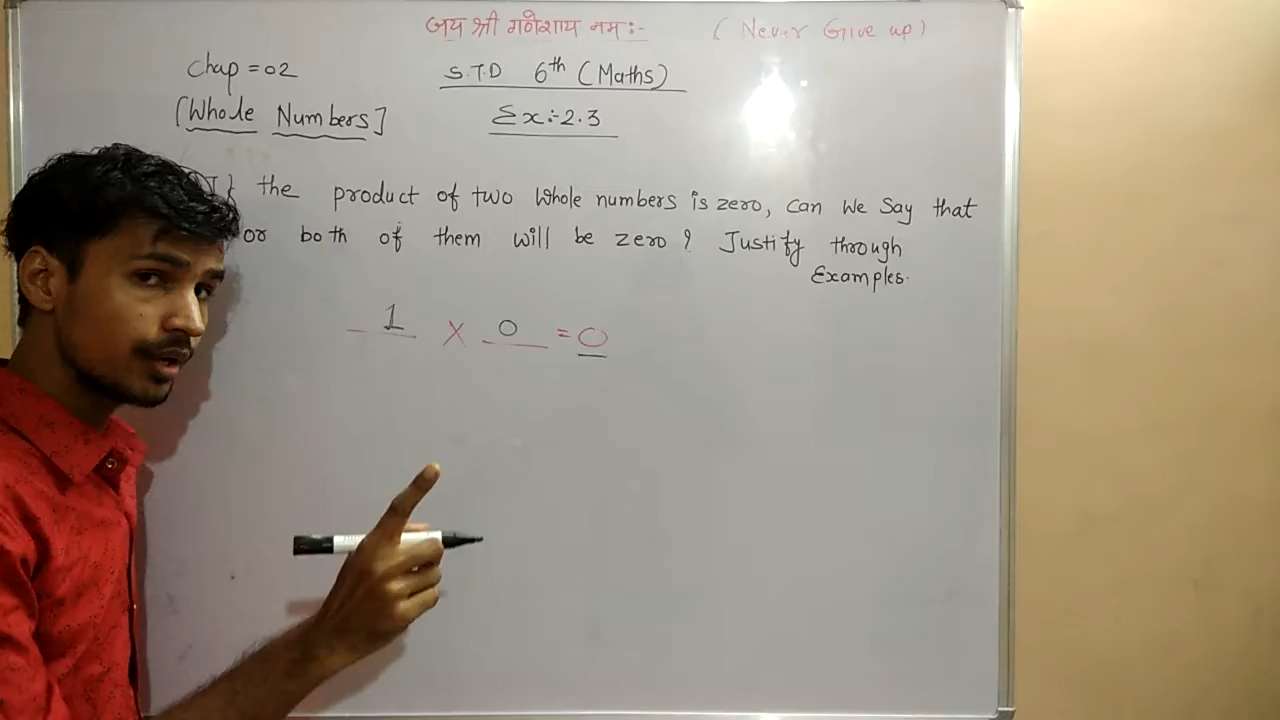 जय श्री गणेशाय नमः:- ( Never Give up )
Chap = 02 S.T.D 6th (Maths)
[Whole Numbers] Ex:-2.3
If the product of two whole numbers is zero, can we say that
or both of them will be zero? Justify through
Examples.
1 X 0 = 0